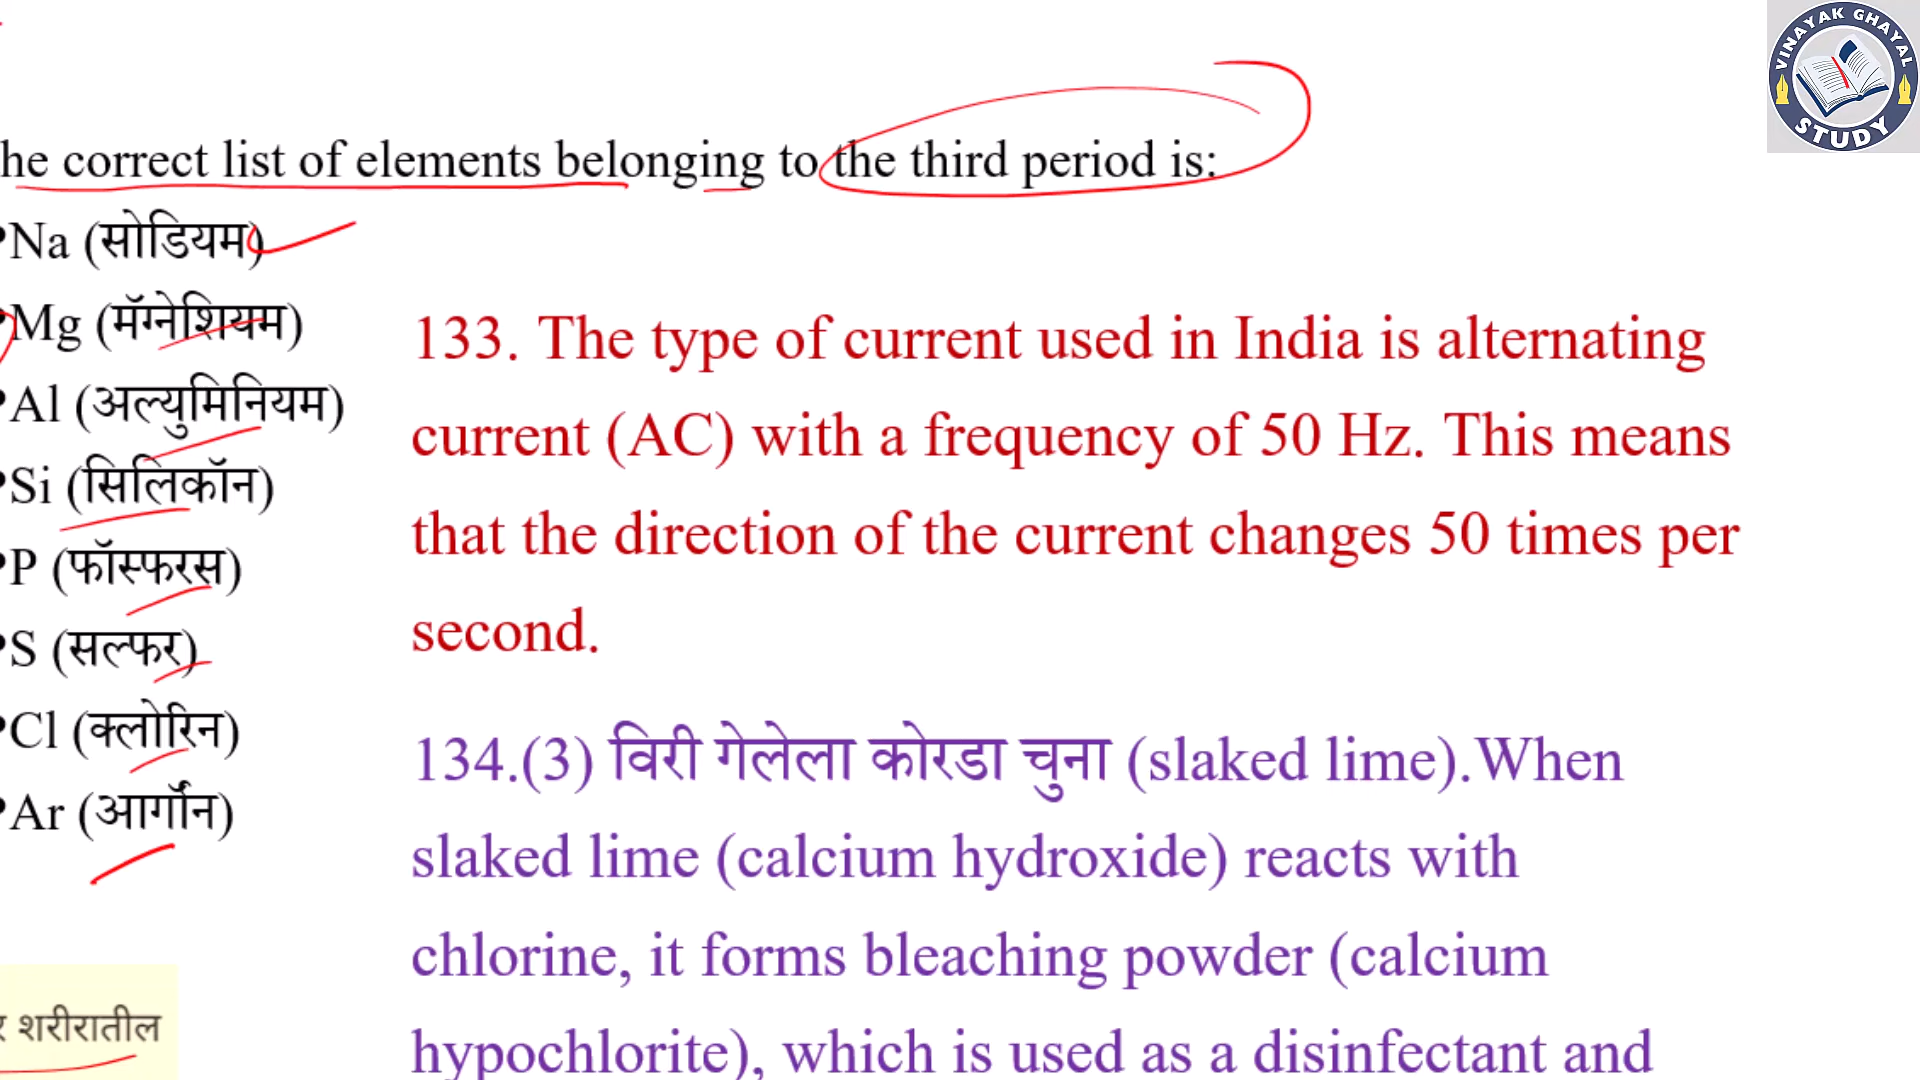 VINAYAK GHAYAL
STUDY
he correct list of elements belonging to the third period is:
Na (सोडियम)
Mg (मॅग्नेशियम)
Al (अल्युमिनियम)
Si (सिलिकॉन)
P (फॉस्फरस)
S (सल्फर)
Cl (क्लोरिन)
Ar (आर्गॉन)
शरीरातील
133. The type of current used in India is alternating
current (AC) with a frequency of 50 Hz. This means
that the direction of the current changes 50 times per
second.
134.(3) विरी गेलेला कोरडा चुना (slaked lime).When
slaked lime (calcium hydroxide) reacts with
chlorine, it forms bleaching powder (calcium
hypochlorite), which is used as a disinfectant and